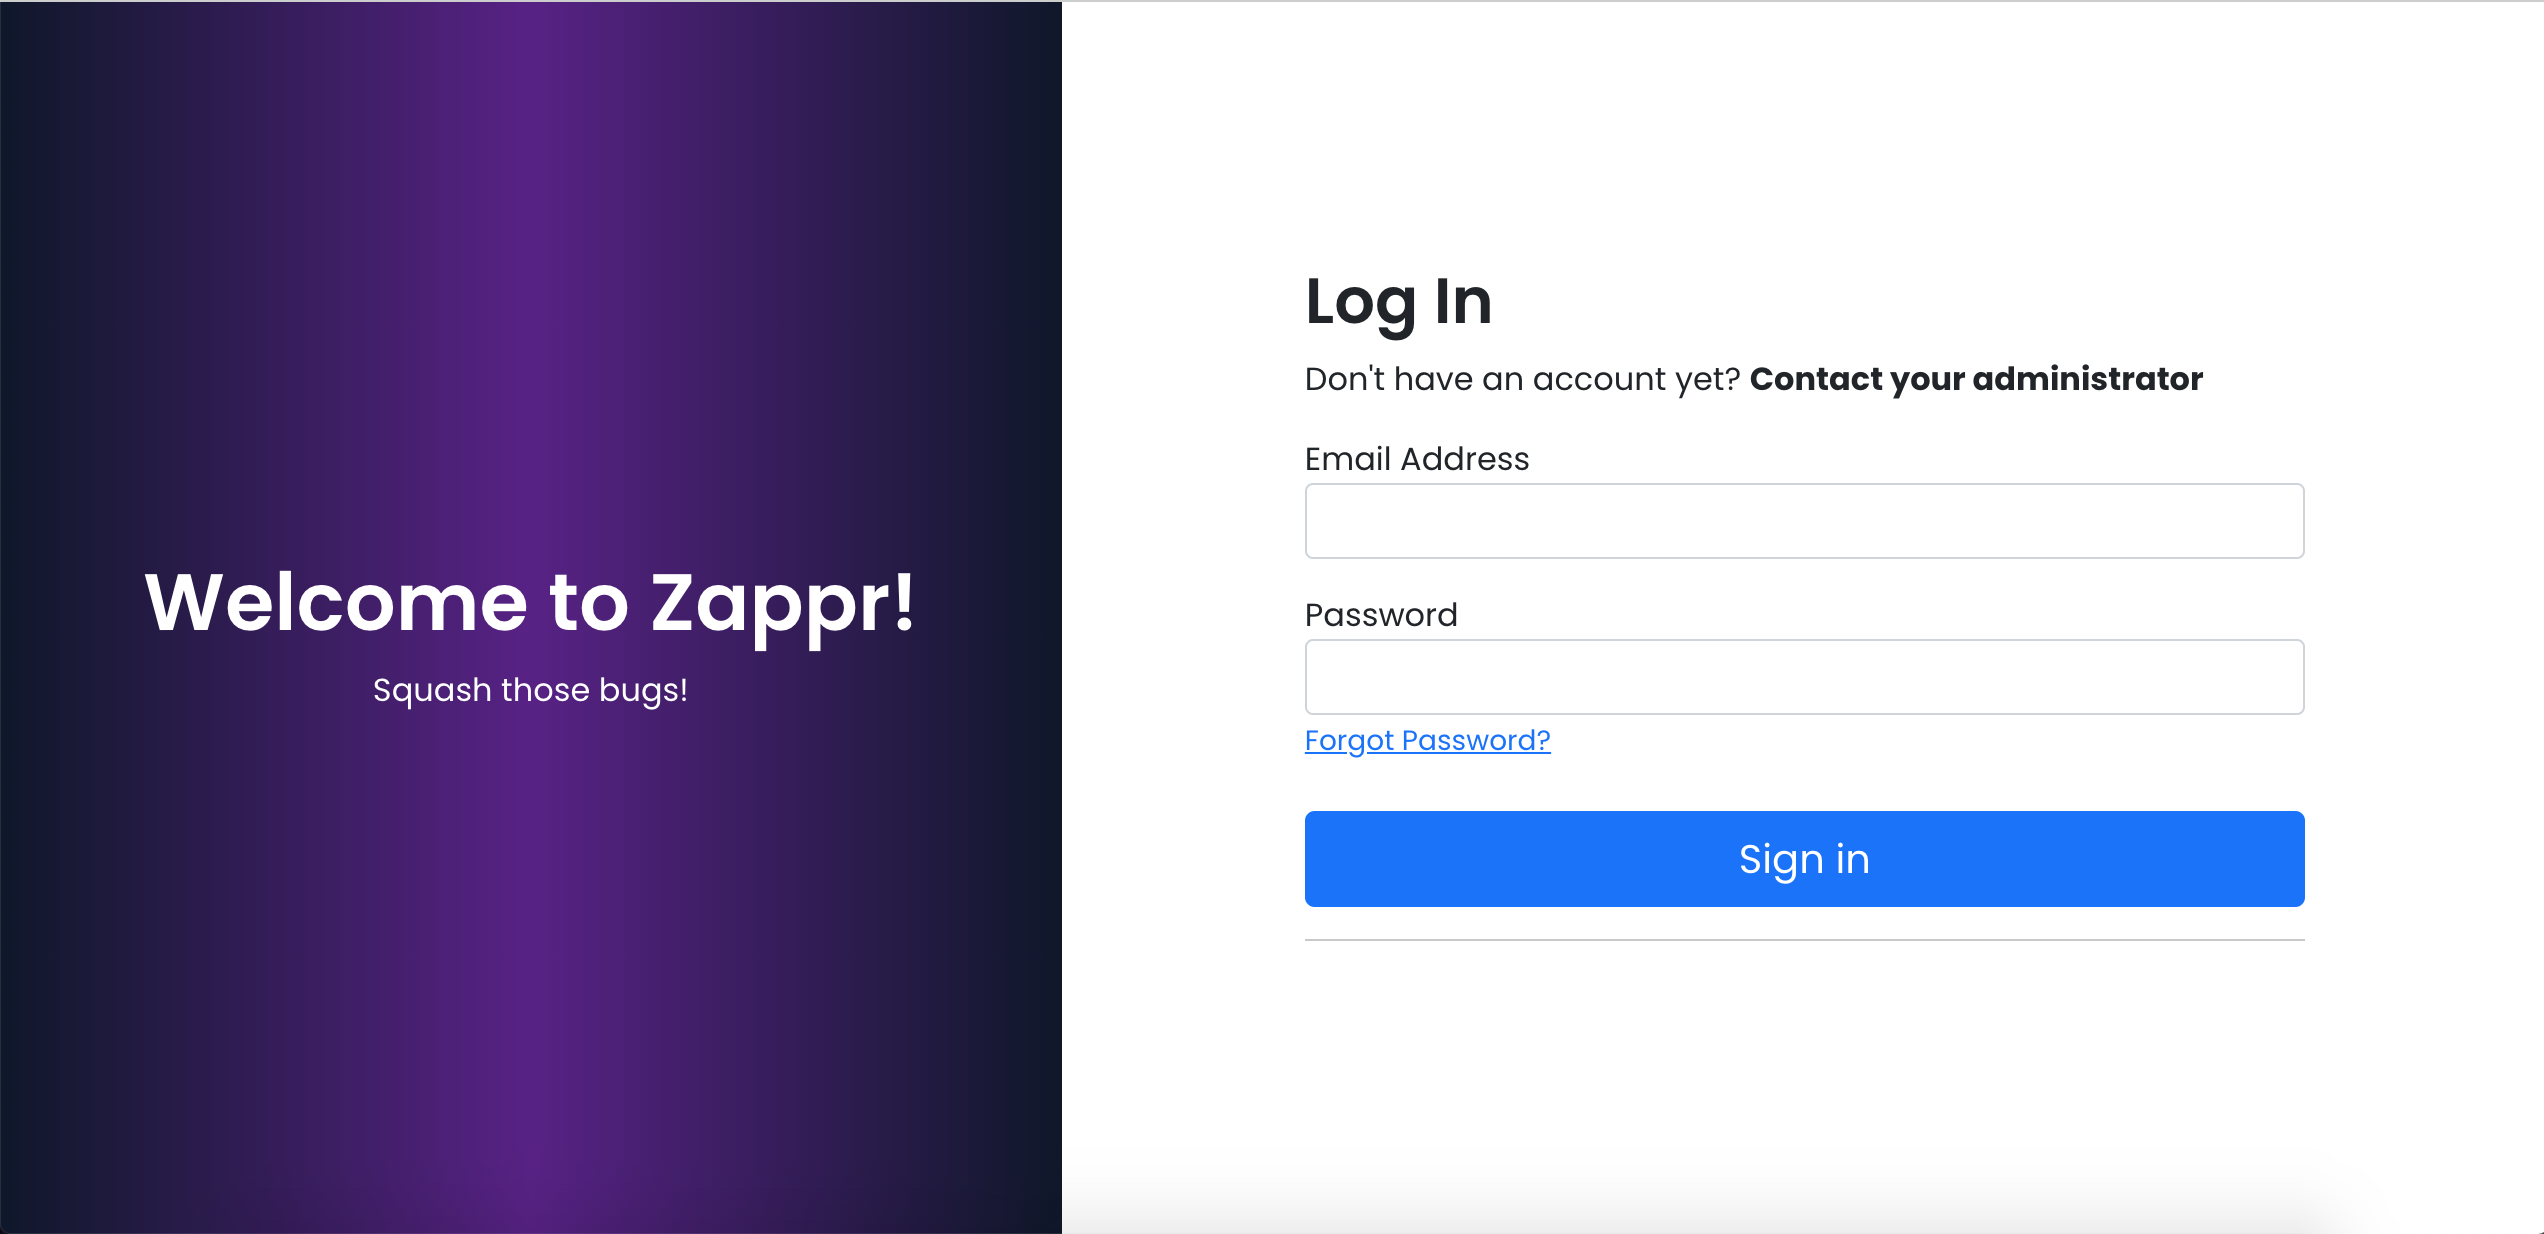 Welcome to Zappr!
Squash those bugs!
Log In
Don't have an account yet? Contact your administrator
Email Address
Password
Forgot Password?
Sign in